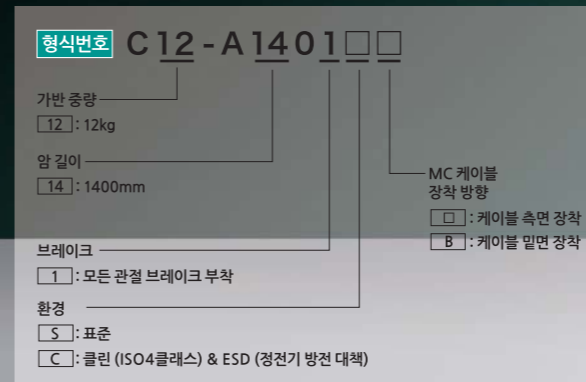 형식번호 C12-A1401□□
가반 중량
12 : 12kg
암 길이
14 : 1400mm
MC 케이블
장착 방향
□ : 케이블 측면 장착
B : 케이블 밑면 장착
브레이크
1 : 모든 관절 브레이크 부착
환경
S : 표준
C : 클린 (ISO4클래스) & ESD (정전기 방전 대책)